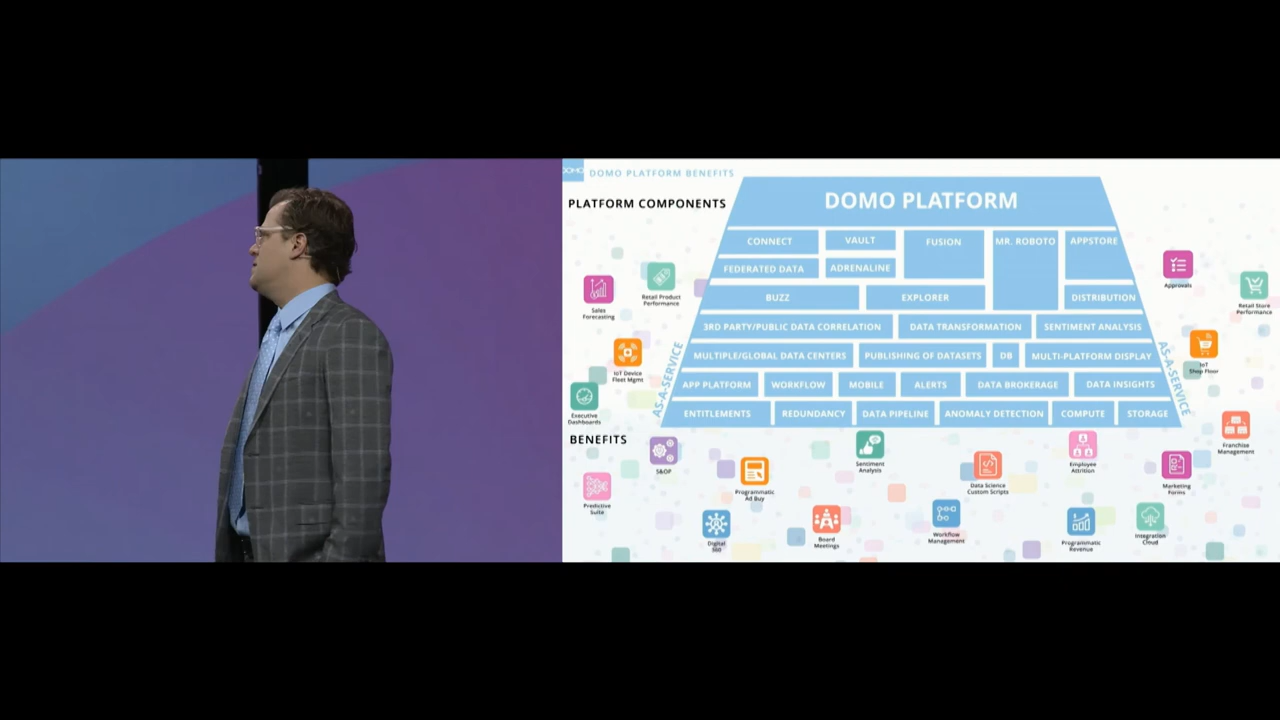 DOMO
DOMO PLATFORM BENEFITS
PLATFORM COMPONENTS
DOMO PLATFORM
CONNECT
VAULT
FUSION
MR. ROBOTO
APPSTORE
FEDERATED DATA
ADRENALINE
BUZZ
EXPLORER
DISTRIBUTION
3RD PARTY/PUBLIC DATA CORRELATION
DATA TRANSFORMATION
SENTIMENT ANALYSIS
MULTIPLE/GLOBAL DATA CENTERS
PUBLISHING OF DATASETS
DB
MULTI-PLATFORM DISPLAY
APP PLATFORM
WORKFLOW
MOBILE
ALERTS
DATA BROKERAGE
DATA INSIGHTS
ENTITLEMENTS
REDUNDANCY
DATA PIPELINE
ANOMALY DETECTION
COMPUTE
STORAGE
AS-A-SERVICE
AS-A-SERVICE
Sales
Forecasting
Retail Product
Performance
IoT Device
Fleet Mgmt
Executive
Dashboards
Approvals
Retail Store
Performance
IoT
Shop Floor
Franchise
Management
BENEFITS
S&OP
Predictive
Suite
Programmatic
Ad Buy
Digital
360
Board
Meetings
Sentiment
Analysis
Workflow
Management
Data Science
Custom Scripts
Employee
Attrition
Programmatic
Revenue
Integration
Cloud
Marketing
Forms